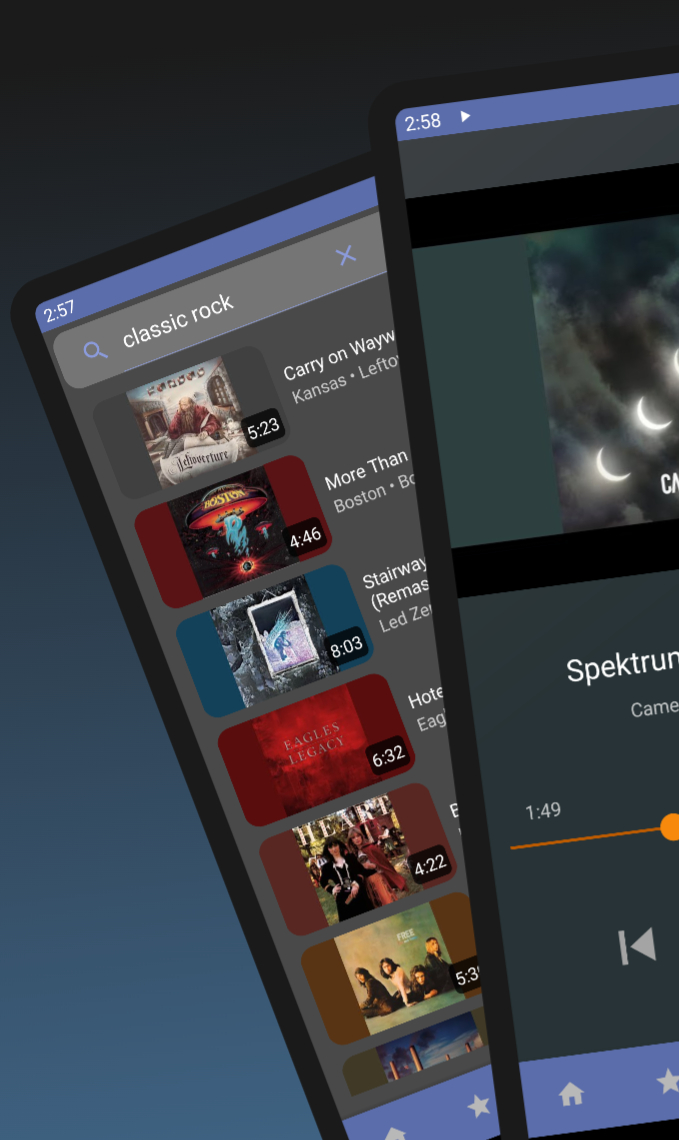 2:57
classic rock
Leftoverture
5:23
Carry on Wayw
Kansas • Lefto
BOSTON
4:46
More Than
Boston • Bo
8:03
Stairway
(Remas
Led Ze
EAGLES
LEGACY
6:32
Hote
Eag
HEART
4:22
FREE
5:3
2:58
CA
Spektrun
Came
1:49